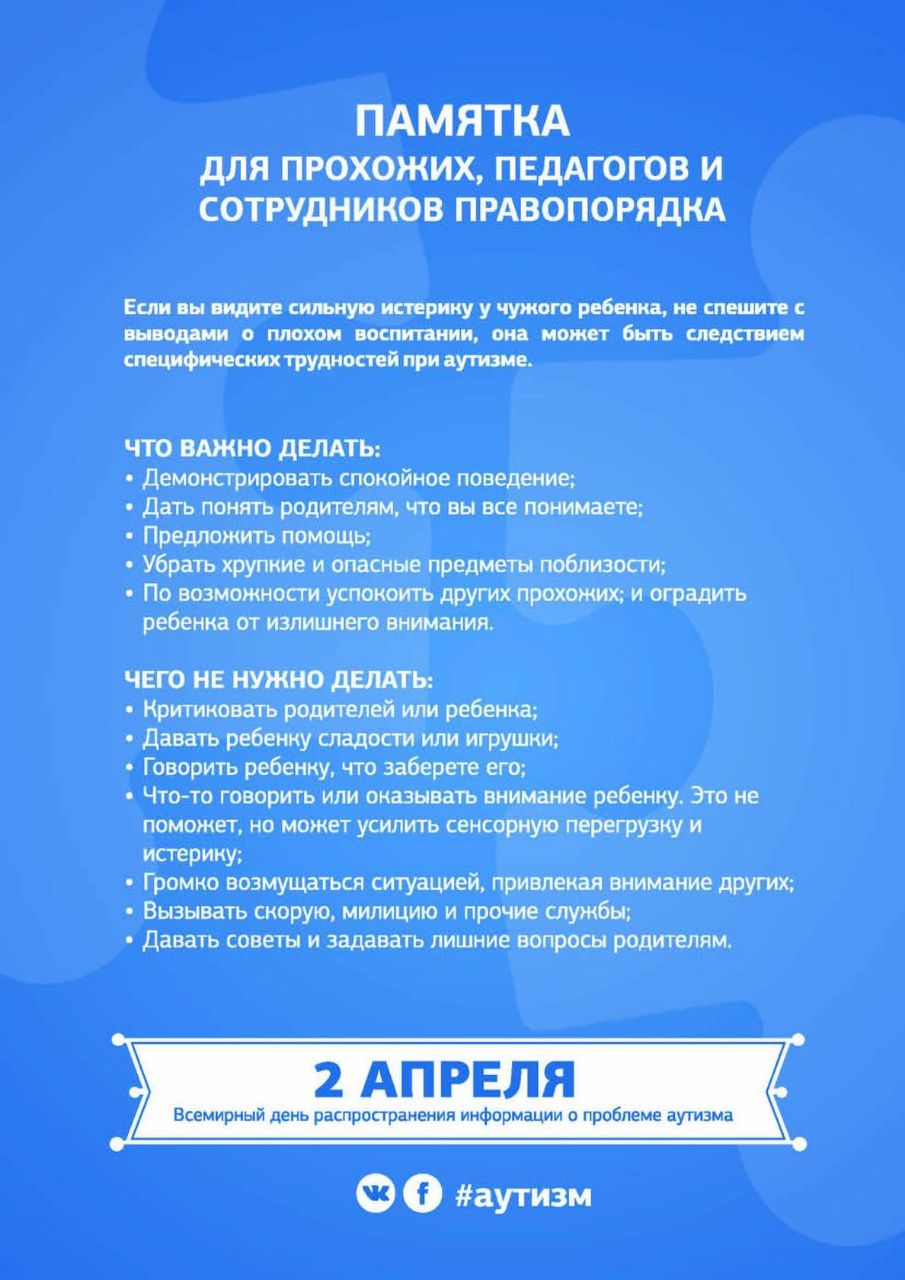 ПАМЯТКА
ДЛЯ ПРОХОЖИХ, ПЕДАГОГОВ И
СОТРУДНИКОВ ПРАВОПОРЯДКА
Если вы видите сильную истерику у чужого ребенка, не спешите с
выводами о плохом воспитании, она может быть следствием
специфических трудностей при аутизме.
ЧТО ВАЖНО ДЕЛАТЬ:
• Демонстрировать спокойное поведение;
• Дать понять родителям, что вы все понимаете;
• Предложить помощь;
• Убрать хрупкие и опасные предметы поблизости;
• По возможности успокоить других прохожих; и оградить
ребенка от излишнего внимания.
ЧЕГО НЕ НУЖНО ДЕЛАТЬ:
• Критиковать родителей или ребенка;
• Давать ребенку сладости или игрушки;
• Говорить ребенку, что заберете его;
• Что-то говорить или оказывать внимание ребенку. Это не
поможет, но может усилить сенсорную перегрузку и
истерику;
• Громко возмущаться ситуацией, привлекая внимание других;
• Вызывать скорую, милицию и прочие службы;
• Давать советы и задавать лишние вопросы родителям.
2 АПРЕЛЯ
Всемирный день распространения информации о проблеме аутизма
#аутизм